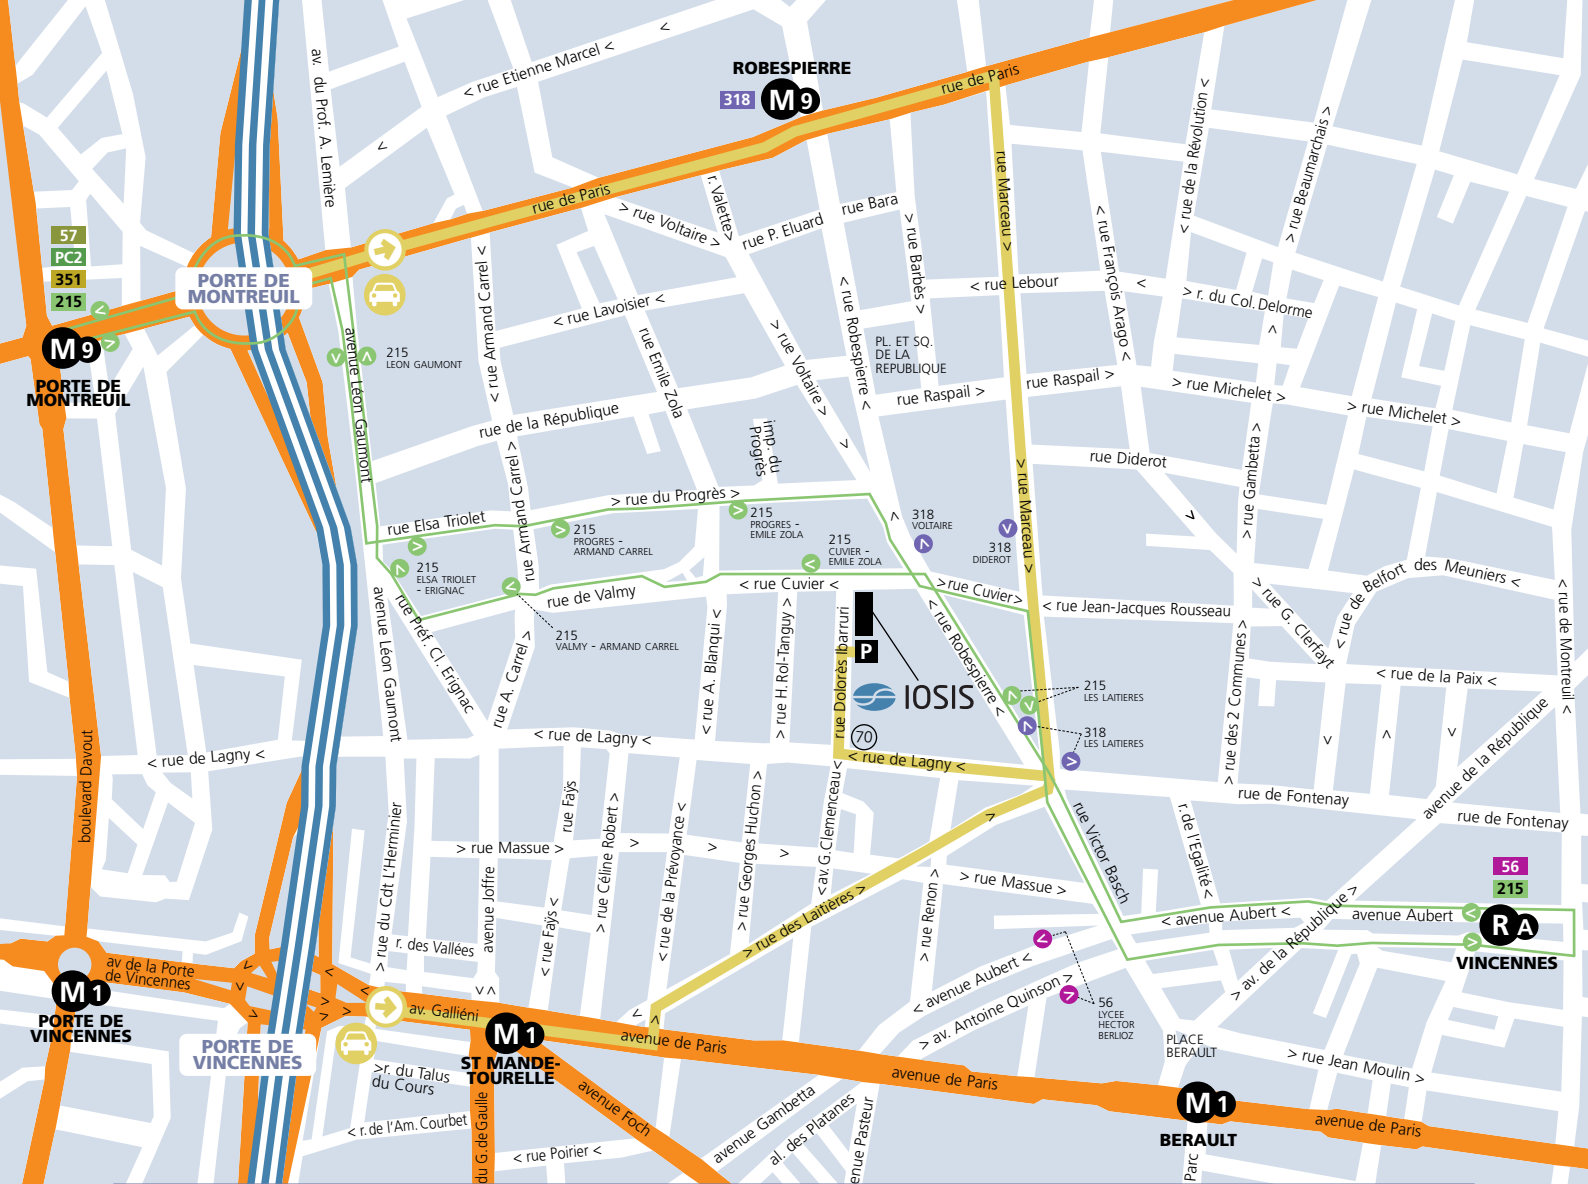 av. du Prof. A. Lemière
< rue Etienne Marcel <
<
<
ROBESPIERRE
318
M 9
rue de Paris
rue de Paris
57
PC2
351
215
M 9
PORTE DE
MONTREUIL
PORTE DE
MONTREUIL
> rue Voltaire >
r. Valette>
rue P. Eluard
rue Bara
> rue Barbès >
rue Marceau >
< rue François Arago <
< rue de la Révolution <
> rue Beaumarchais >
< rue Lebour
<
> r. du Col. Delorme
< rue Lavoisier <
< rue Armand Carrel <
rue Emile Zola
> rue Voltaire >
< rue Robespierre <
PL. ET SQ.
DE LA
REPUBLIQUE
avenue Léon Gaumont
215
LEON GAUMONT
rue Raspail >
rue Raspail >
> rue Michelet >
> rue Michelet >
rue de la République
imp. du
Progrès
rue Armand Carrel >
> rue Marceau >
rue Diderot
> rue Gambetta >
> rue du Progrès >
rue Elsa Triolet
215
PROGRES -
ARMAND CARREL
215
PROGRES -
EMILE ZOLA
215
CUVIER -
EMILE ZOLA
318
VOLTAIRE
318
DIDEROT
215
ELSA TRIOLET
- ERIGNAC
rue de Valmy
< rue Cuvier <
>rue Cuvier>
< rue Jean-Jacques Rousseau
> rue G. Clerfayt
< rue de Belfort
des Meuniers <
< rue de Montreuil <
215
VALMY - ARMAND CARREL
avenue Léon Gaumont
rue Préf. Cl. Erignac
rue A. Carrel >
< rue A. Blanqui <
> rue H. Rol-Tanguy >
rue Dolorès Ibarruri
P
IOSIS
70
< rue Robespierre <
215
LES LAITIERES
318
LES LAITIERES
> rue des 2 Communes >
< rue de la Paix <
avenue de la République
< rue de Lagny <
< rue de Lagny <
< rue de Lagny <
rue de Fontenay
rue de Fontenay
boulevard Davout
> rue du Cdt L'Herminier
> rue Massue >
avenue Joffre
rue Faÿs
< rue Faÿs <
> rue Céline Robert >
> rue de la Prévoyance <
> rue Georges Huchon >
< av. G. Clemenceau <
> rue des Laitières >
> rue Renon >
> rue Massue >
rue Victor Basch
r. de l'Egalité <
56
215
R A
VINCENNES
< avenue Aubert <
avenue Aubert
> av. de la République>
r. des Vallées
av de la Porte
de Vincennes
M 1
PORTE DE
VINCENNES
PORTE DE
VINCENNES
av. Galliéni
M 1
ST MANDE-
TOURELLE
avenue de Paris
< avenue Aubert <
> av. Antoine Quinson >
56
LYCEE
HECTOR
BERLIOZ
PLACE
BERAULT
> rue Jean Moulin >
>r. du Talus
du Cours
< r. de l'Am. Courbet
du G. de Gaulle
avenue Foch
< rue Poirier <
avenue Gambetta
al. des Platanes
enue Pasteur
avenue de Paris
M 1
BERAULT
avenue de Paris
Parc